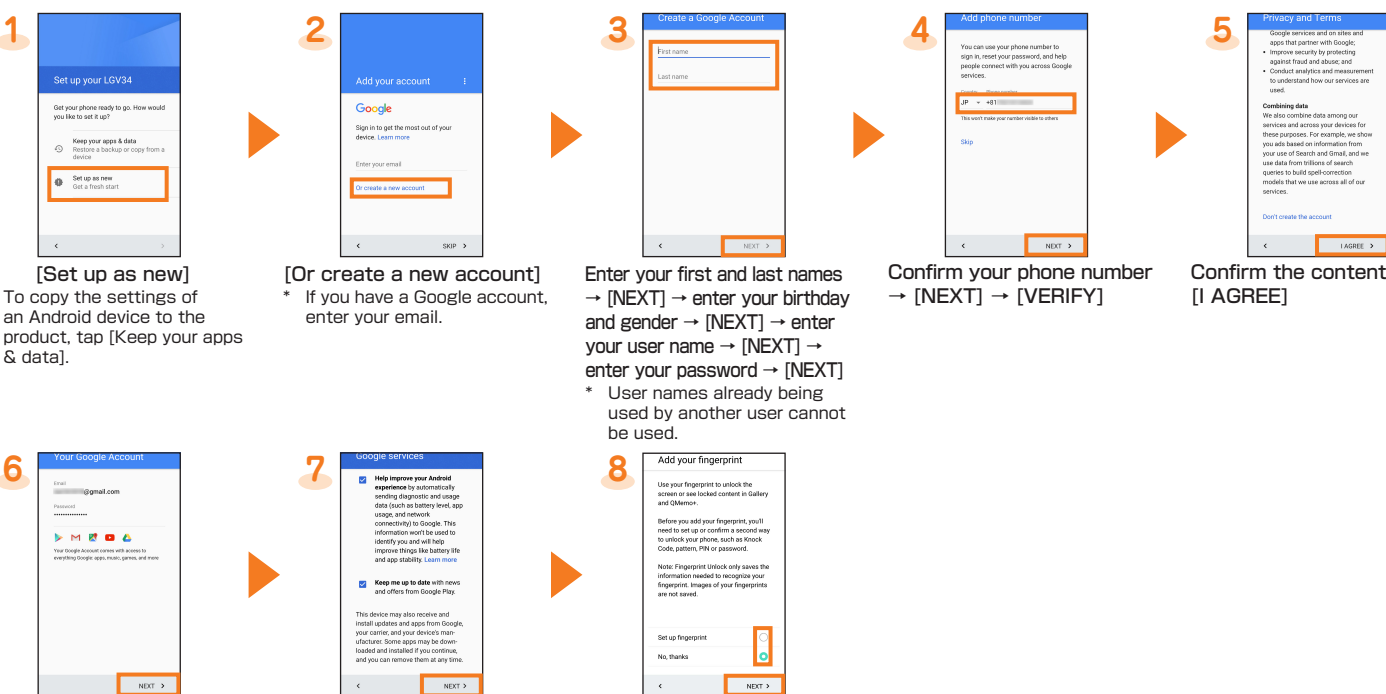 1
Set up your LGV34
Get your phone ready to go. How would
you like to set it up?
Keep your apps & data
Restore a backup or copy from a
device
Set up as new
Get a fresh start
[Set up as new]
To copy the settings of
an Android device to the
product, tap [Keep your apps
& data].
2
Add your account
Google
Sign in to get the most out of your
device. Learn more
Enter your email
Or create a new account
SKIP >
[Or create a new account]
* If you have a Google account,
enter your email.
3
Create a Google Account
First name
Last name
NEXT >
Enter your first and last names
→ [NEXT] → enter your birthday
and gender → [NEXT] → enter
your user name → [NEXT] →
enter your password → [NEXT]
* User names already being
used by another user cannot
be used.
4
Add phone number
You can use your phone number to
sign in, reset your password, and help
people connect with you across Google
services.
JP +81
This won't make your number visible to others
Skip
NEXT >
Confirm your phone number
→ [NEXT] → [VERIFY]
5
Privacy and Terms
Google services and on sites and
apps that partner with Google;
• Improve security by protecting
against fraud and abuse; and
• Conduct analytics and measurement
to understand how our services are
used.
Combining data
We also combine data among our
services and across your devices for
these purposes. For example, we show
you ads based on information from
your use of Search and Gmail, and we
use data from trillions of search
queries to build spell-correction
models that we use across all of our
services.
Don't create the account
I AGREE >
Confirm the content
[I AGREE]
6
Your Google Account
Email
@gmail.com
Password
Your Google Account comes with access to
everything Google: apps, music, games, and more
NEXT >
7
Google services
Help improve your Android
experience by automatically
sending diagnostic and usage
data (such as battery level, app
usage, and network
connectivity) to Google. This
information won't be used to
identify you and will help
improve things like battery life
and app stability. Learn more
Keep me up to date with news
and offers from Google Play.
This device may also receive and
install updates and apps from Google,
your carrier, and your device's man-
ufacturer. Some apps may be down-
loaded and installed if you continue,
and you can remove them at any time.
NEXT >
8
Add your fingerprint
Use your fingerprint to unlock the
screen or see locked content in Gallery
and QMemo+.
Before you add your fingerprint, you'll
need to set up or confirm a second way
to unlock your phone, such as Knock
Code, pattern, PIN or password.
Note: Fingerprint Unlock only saves the
information needed to recognize your
fingerprint. Images of your fingerprints
are not saved.
Set up fingerprint
No, thanks
NEXT >